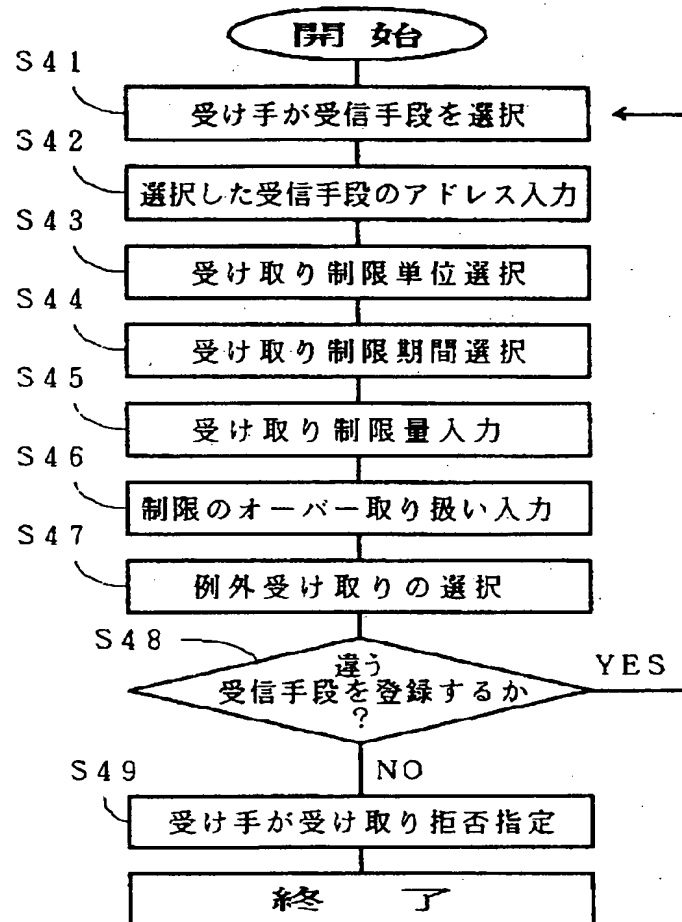 開始
S41
受け手が受信手段を選択
S42
選択した受信手段のアドレス入力
S43
受け取り制限単位選択
S44
受け取り制限期間選択
S45
受け取り制限量入力
S46
制限のオーバー取り扱い入力
S47
例外受け取りの選択
S48
違う
受信手段を登録するか
?
YES
NO
S49
受け手が受け取り拒否指定
終了